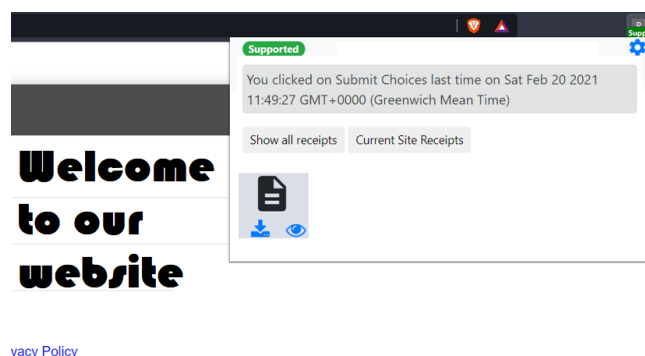 Supported
You clicked on Submit Choices last time on Sat Feb 20 2021
11:49:27 GMT+0000 (Greenwich Mean Time)
Show all receipts Current Site Receipts
Welcome
to our
website
vacy Policy